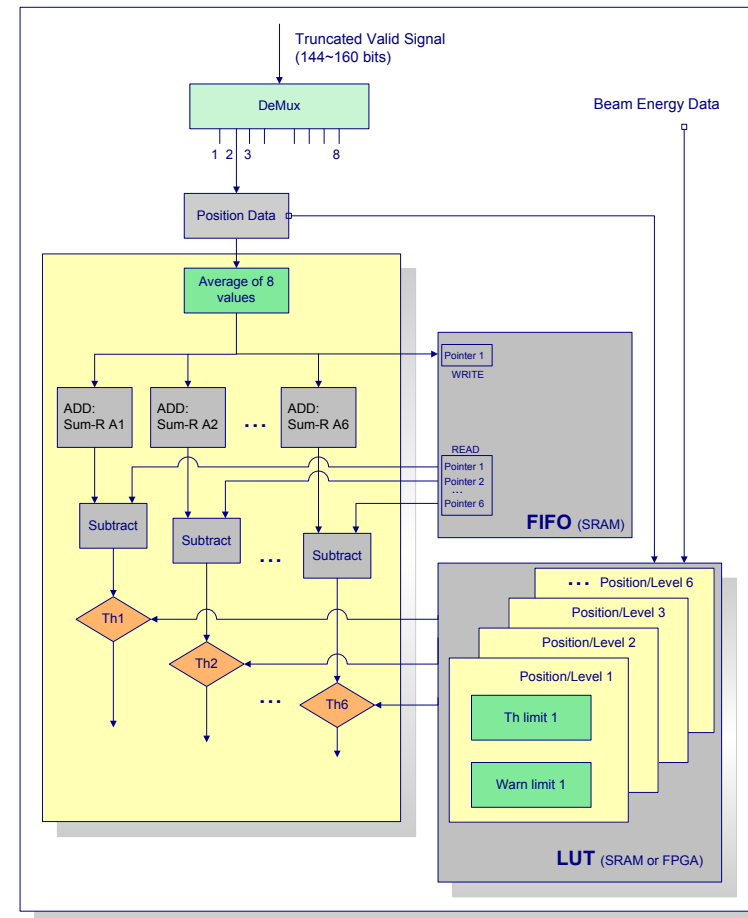 Truncated Valid Signal
(144~160 bits)
DeMux
Beam Energy Data
1 2 3 8
Position Data
Average of 8
values
Pointer 1
WRITE
ADD:
Sum-R A1
ADD:
Sum-R A2
...
ADD:
Sum-R A6
READ
Pointer 1
Pointer 2
...
Pointer 6
FIFO (SRAM)
Subtract
Subtract
...
Subtract
... Position/Level 6
Position/Level 3
Position/Level 2
Position/Level 1
Th1
Th2
...
Th6
Th limit 1
Warn limit 1
LUT (SRAM or FPGA)